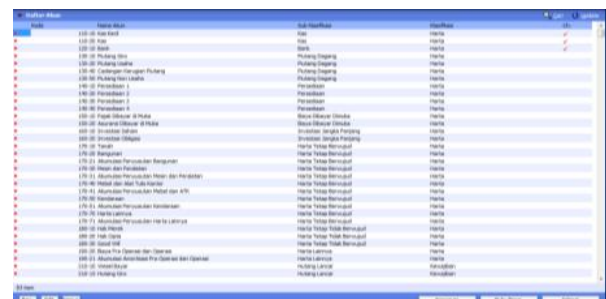 Daftar Akun Cari Update
Kode Nama Akun Sub Klasifikasi Klasifikasi
110-10 Kas Kecil Kas Harta
110-20 Kas Kas Harta
120-10 Bank Bank Harta
130-10 Piutang Giro Piutang Dagang Harta
130-20 Piutang Usaha Piutang Dagang Harta
130-40 Cadangan Kerugian Piutang Piutang Dagang Harta
130-50 Piutang Non Usaha Piutang Dagang Harta
140-10 Persediaan 1 Persediaan Harta
140-20 Persediaan 2 Persediaan Harta
140-30 Persediaan 3 Persediaan Harta
140-40 Persediaan 4 Persediaan Harta
150-10 Pajak Dibayar di Muka Biaya Dibayar Dimuka Harta
150-20 Asuransi Dibayar di Muka Biaya Dibayar Dimuka Harta
160-10 Investasi Saham Investasi Jangka Panjang Harta
160-20 Investasi Obligasi Investasi Jangka Panjang Harta
170-10 Tanah Harta Tetap Berwujud Harta
170-20 Bangunan Harta Tetap Berwujud Harta
170-21 Akumulasi Penyusutan Bangunan Harta Tetap Berwujud Harta
170-30 Mesin dan Peralatan Harta Tetap Berwujud Harta
170-31 Akumulasi Penyusutan Mesin dan Peralatan Harta Tetap Berwujud Harta
170-40 Mebel dan Alat Tulis Kantor Harta Tetap Berwujud Harta
170-41 Akumulasi Penyusutan Mebel dan ATK Harta Tetap Berwujud Harta
170-50 Kendaraan Harta Tetap Berwujud Harta
170-51 Akumulasi Penyusutan Kendaraan Harta Tetap Berwujud Harta
170-70 Harta Lainnya Harta Tetap Berwujud Harta
170-71 Akumulasi Penyusutan Harta Lainnya Harta Tetap Berwujud Harta
180-10 Hak Merek Harta Tetap Tidak Berwujud Harta
180-20 Hak Cipta Harta Tetap Tidak Berwujud Harta
180-30 Good Will Harta Tetap Tidak Berwujud Harta
190-20 Biaya Pra Operasi dan Operasi Harta Lainnya Harta
190-21 Akumulasi Amortisasi Pra Operasi dan Operasi Harta Lainnya Harta
210-10 Wesel Bayar Hutang Lancar Kewajiban
210-20 Hutang Giro Hutang Lancar Kewajiban